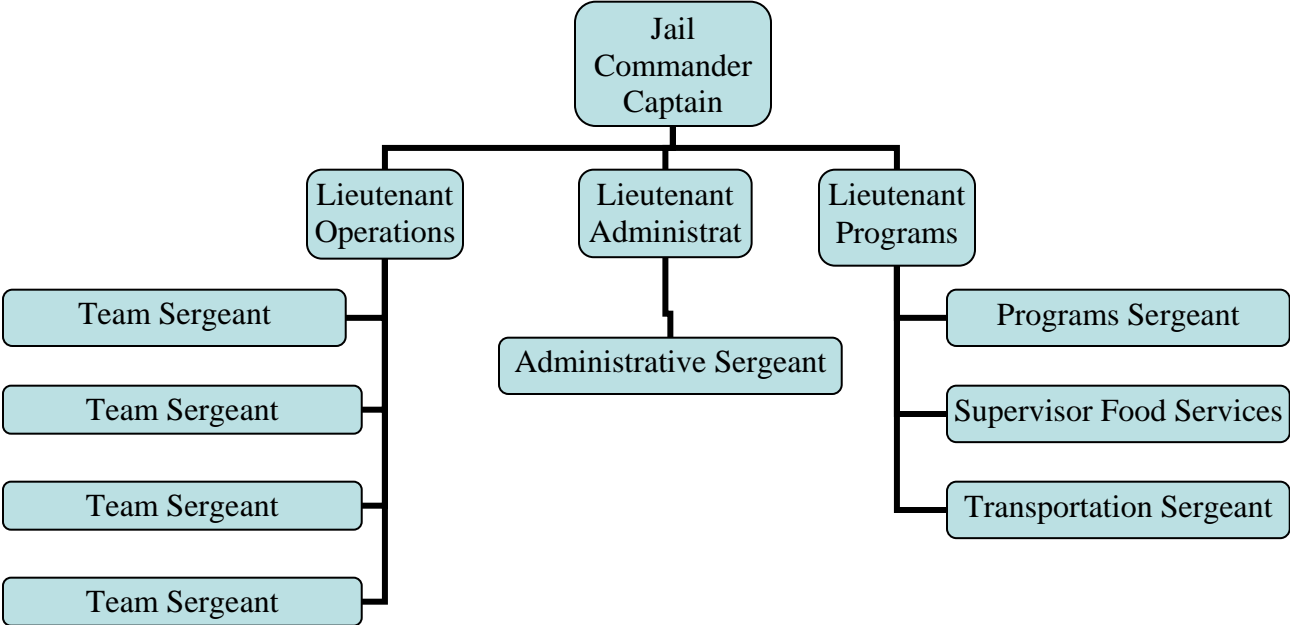 Jail
Commander
Captain
Lieutenant
Operations
Lieutenant
Administrat
Lieutenant
Programs
Team Sergeant
Team Sergeant
Team Sergeant
Team Sergeant
Administrative Sergeant
Programs Sergeant
Supervisor Food Services
Transportation Sergeant